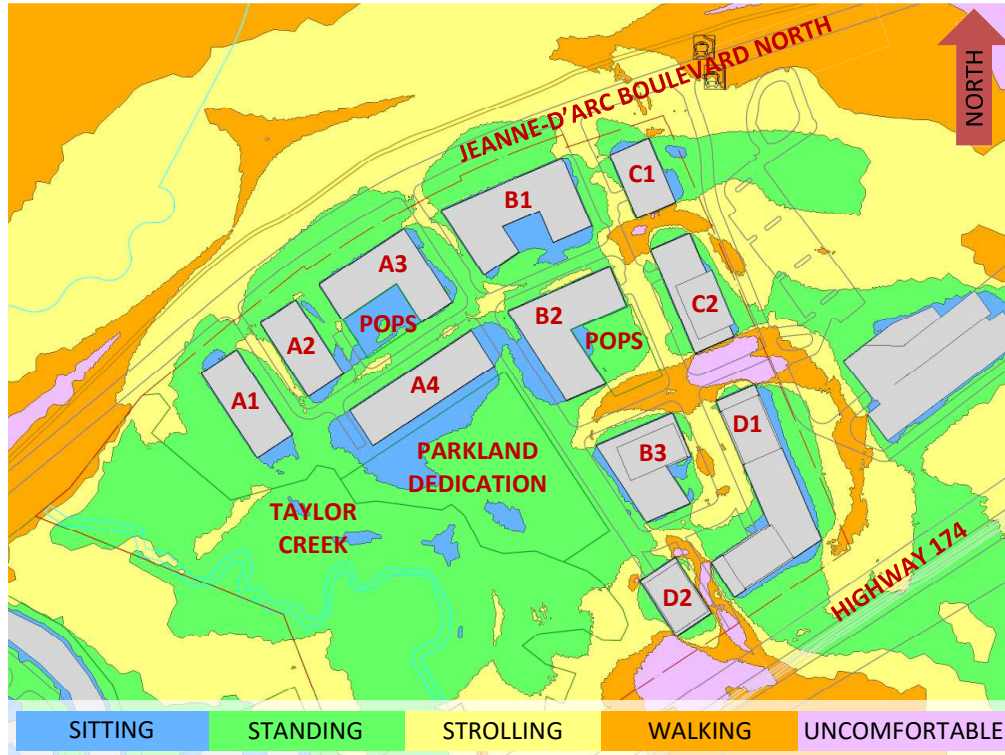 NORTH
JEANNE-D'ARC BOULEVARD NORTH
C1
B1
A3
C2
B2
POPS
POPS
A2
A4
A1
D1
B3
PARKLAND
DEDICATION
TAYLOR
CREEK
HIGHWAY 174
D2
SITTING
STANDING
STROLLING
WALKING
UNCOMFORTABLE